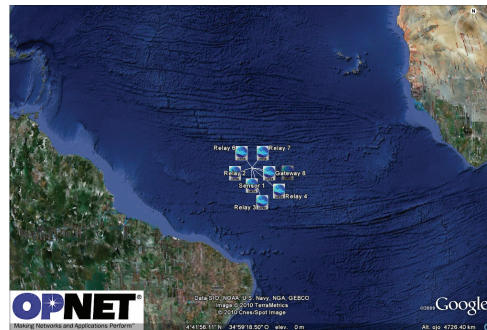 N
Relay 6
Relay 7
Relay 2
Gateway 8
Sensor 1
Relay 4
Relay 3
Data SIO, NOAA, U.S. Navy, NGA, GEBCO
Image © 2010 TerraMetrics
© 2010 Cnes/Spot Image
©2009 Google
OPNET®
Making Networks and Applications Perform™
4°41'56.11" N 34°59'18.50" O elev. 0 m
Alt. ojo 4726.40 km